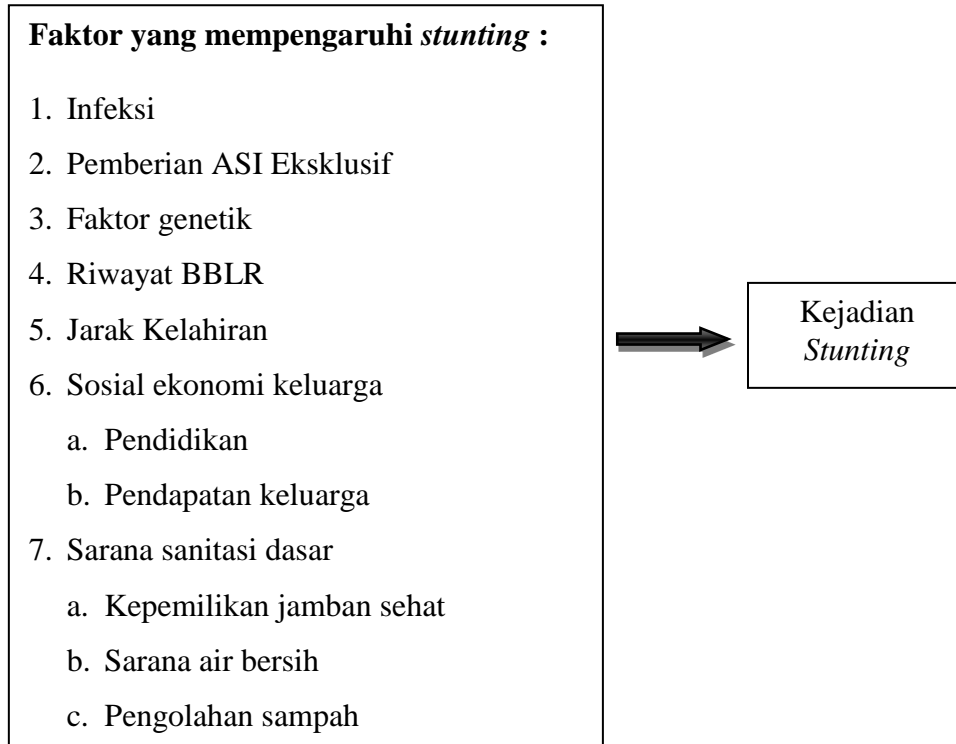 Faktor yang mempengaruhi stunting :
1. Infeksi
2. Pemberian ASI Eksklusif
3. Faktor genetik
4. Riwayat BBLR
5. Jarak Kelahiran
6. Sosial ekonomi keluarga
a. Pendidikan
b. Pendapatan keluarga
7. Sarana sanitasi dasar
a. Kepemilikan jamban sehat
b. Sarana air bersih
c. Pengolahan sampah
Kejadian
Stunting